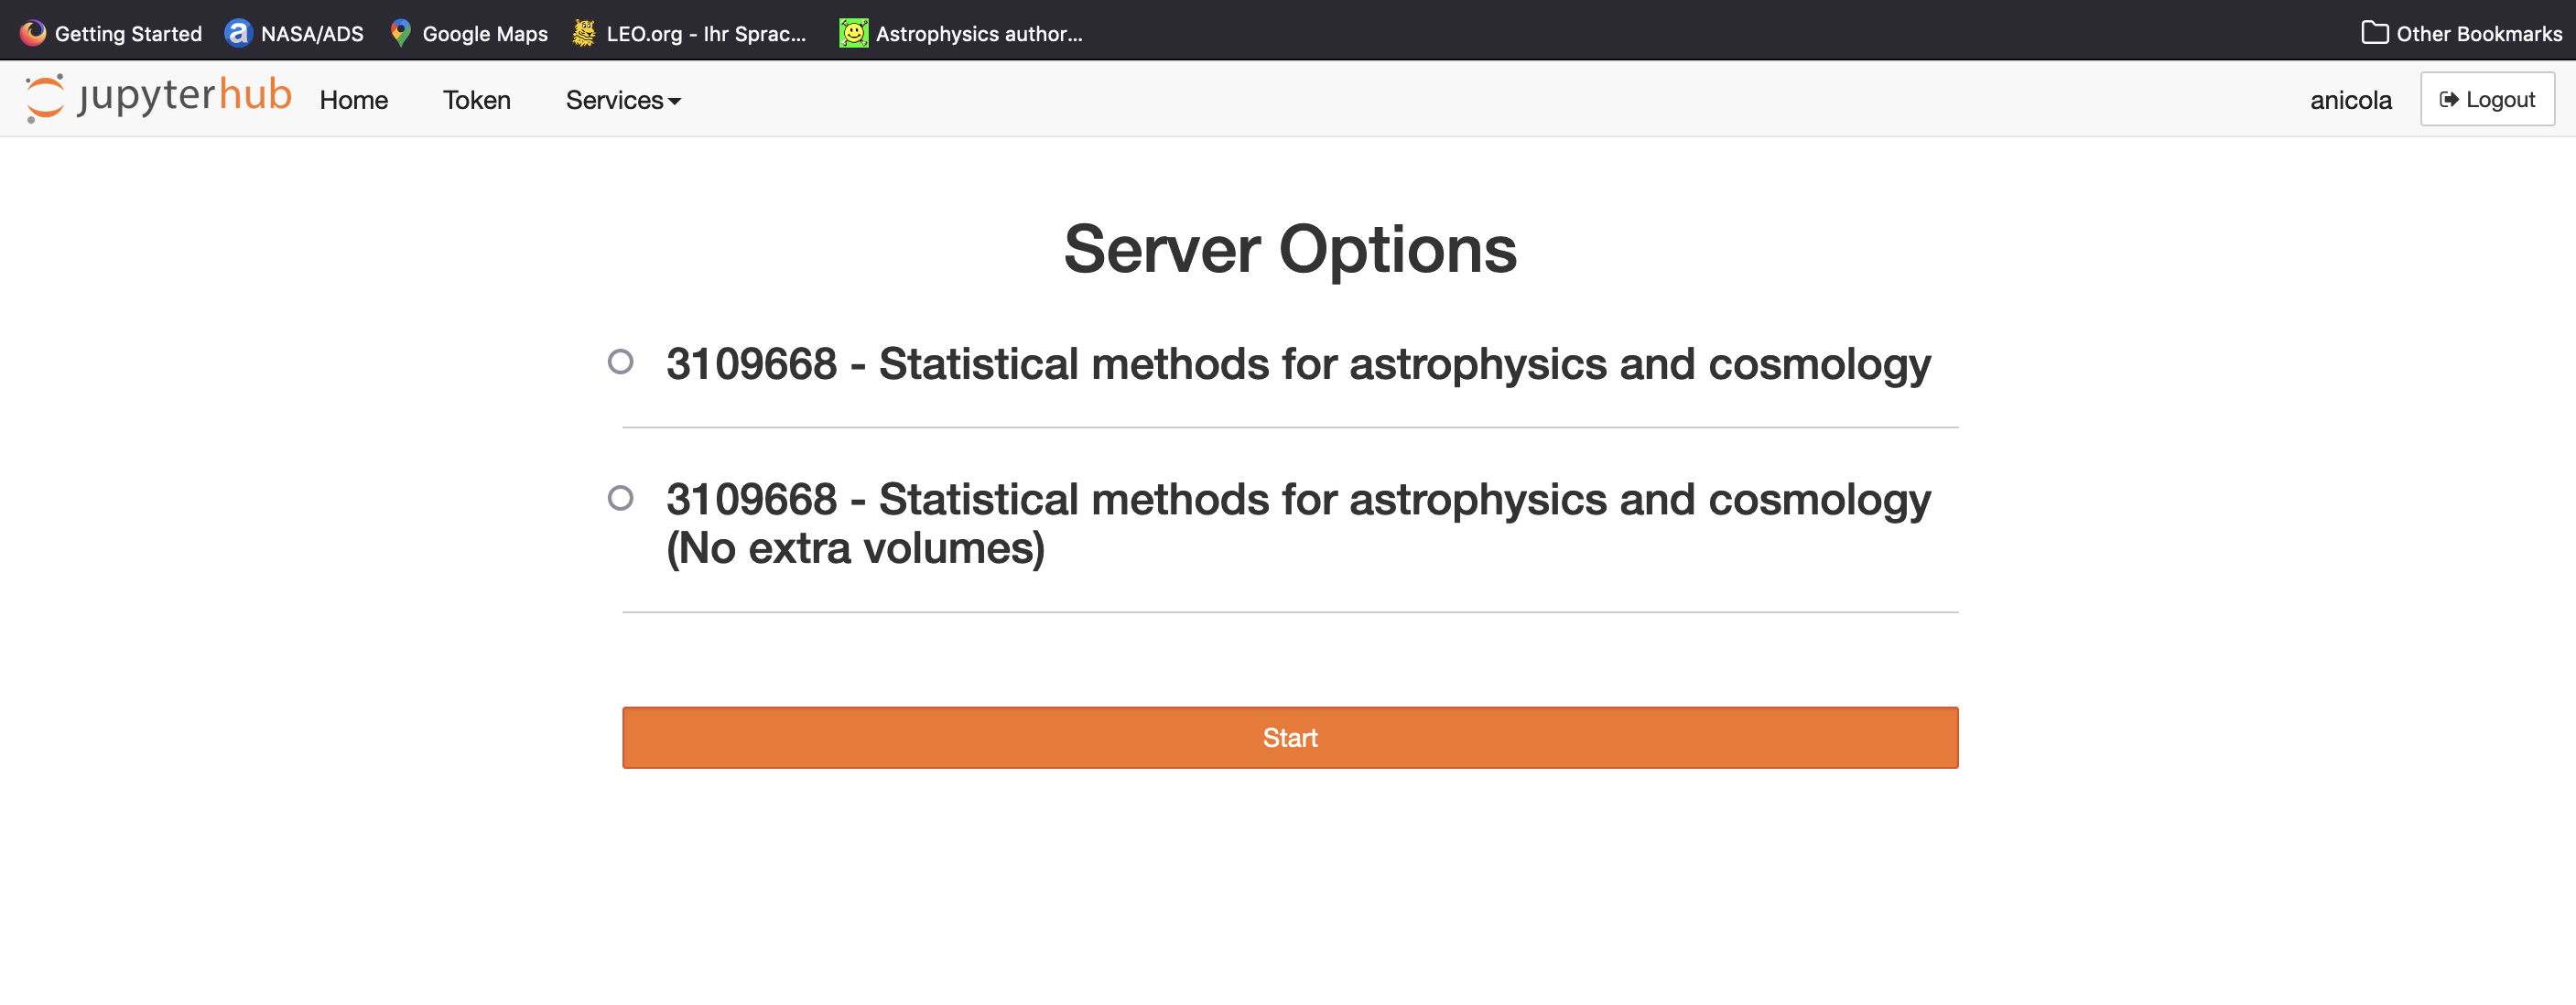 Getting Started NASA/ADS Google Maps LEO.org - Ihr Sprac... Astrophysics author... Other Bookmarks
jupyterhub Home Token Services anicola Logout
Server Options
3109668 - Statistical methods for astrophysics and cosmology
3109668 - Statistical methods for astrophysics and cosmology
(No extra volumes)
Start